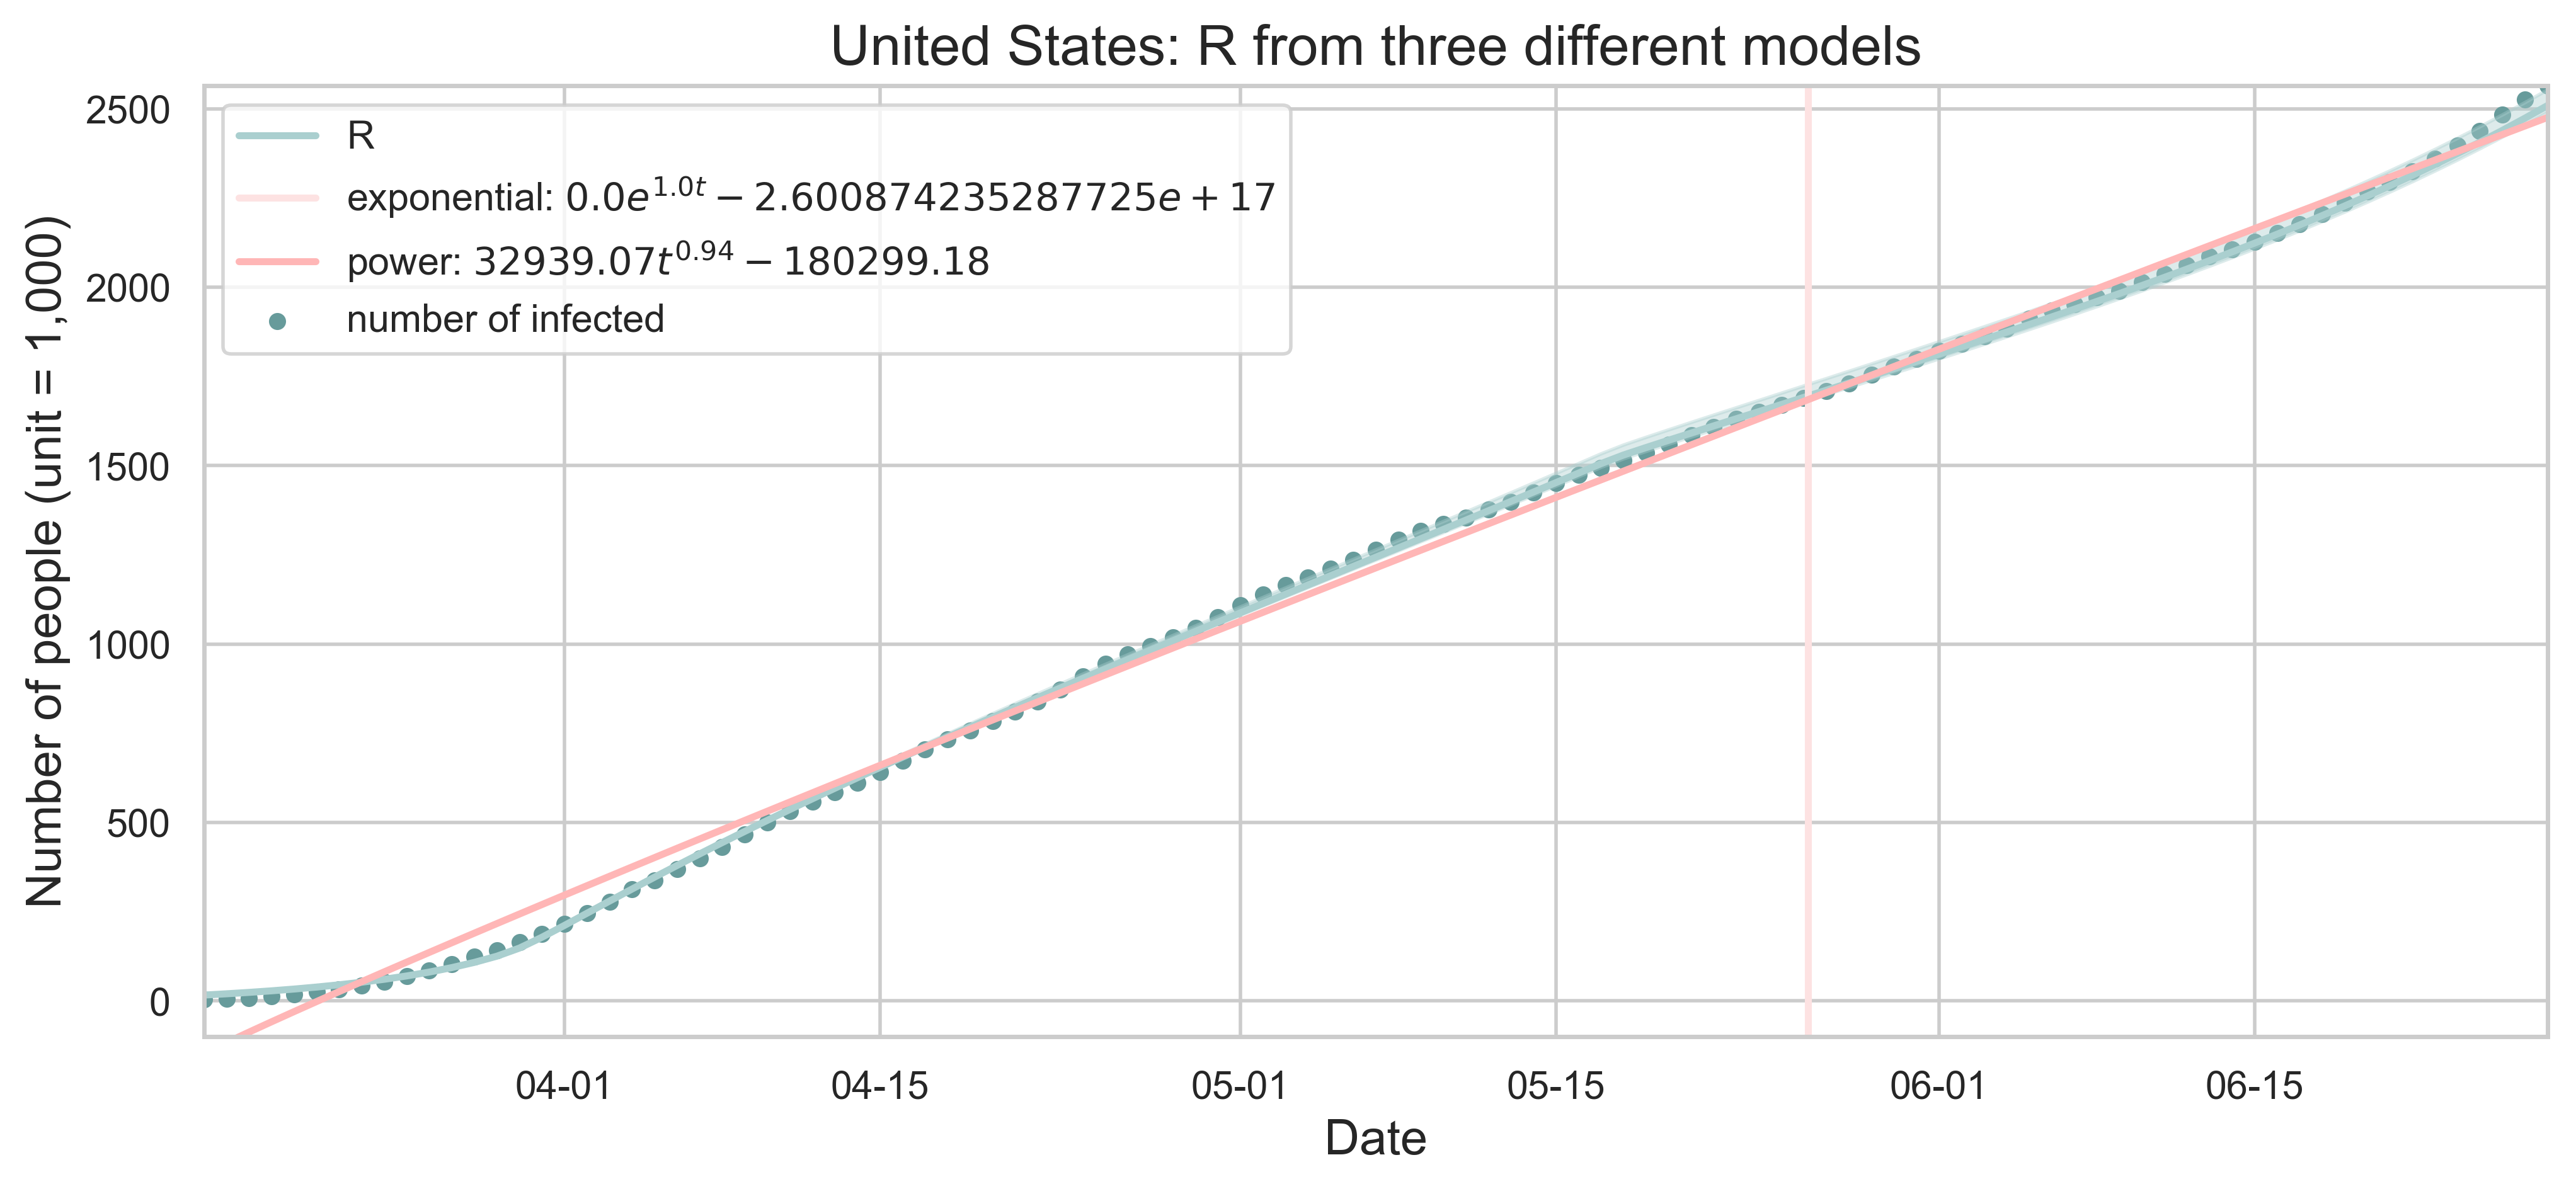 United States: R from three different models
Number of people (unit = 1,000)
2500
2000
1500
1000
500
0
R
exponential: 0.0e^{1.0t} − 2.600874235287725e + 17
power: 32939.07t^{0.94} − 180299.18
number of infected
04-01 04-15 05-01 05-15 06-01 06-15
Date